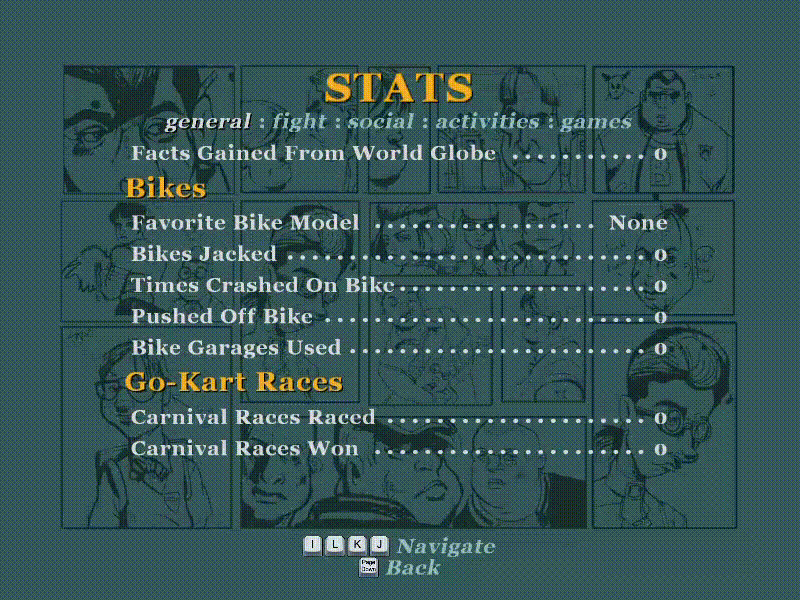 STATS
general : fight : social : activities : games
Facts Gained From World Globe ........... 0
Bikes
Favorite Bike Model .................. None
Bikes Jacked ............................. 0
Times Crashed On Bike .................... 0
Pushed Off Bike .......................... 0
Bike Garages Used ........................ 0
Go-Kart Races
Carnival Races Raced ..................... 0
Carnival Races Won ...................... 0
I L K J Navigate
Page Down Back